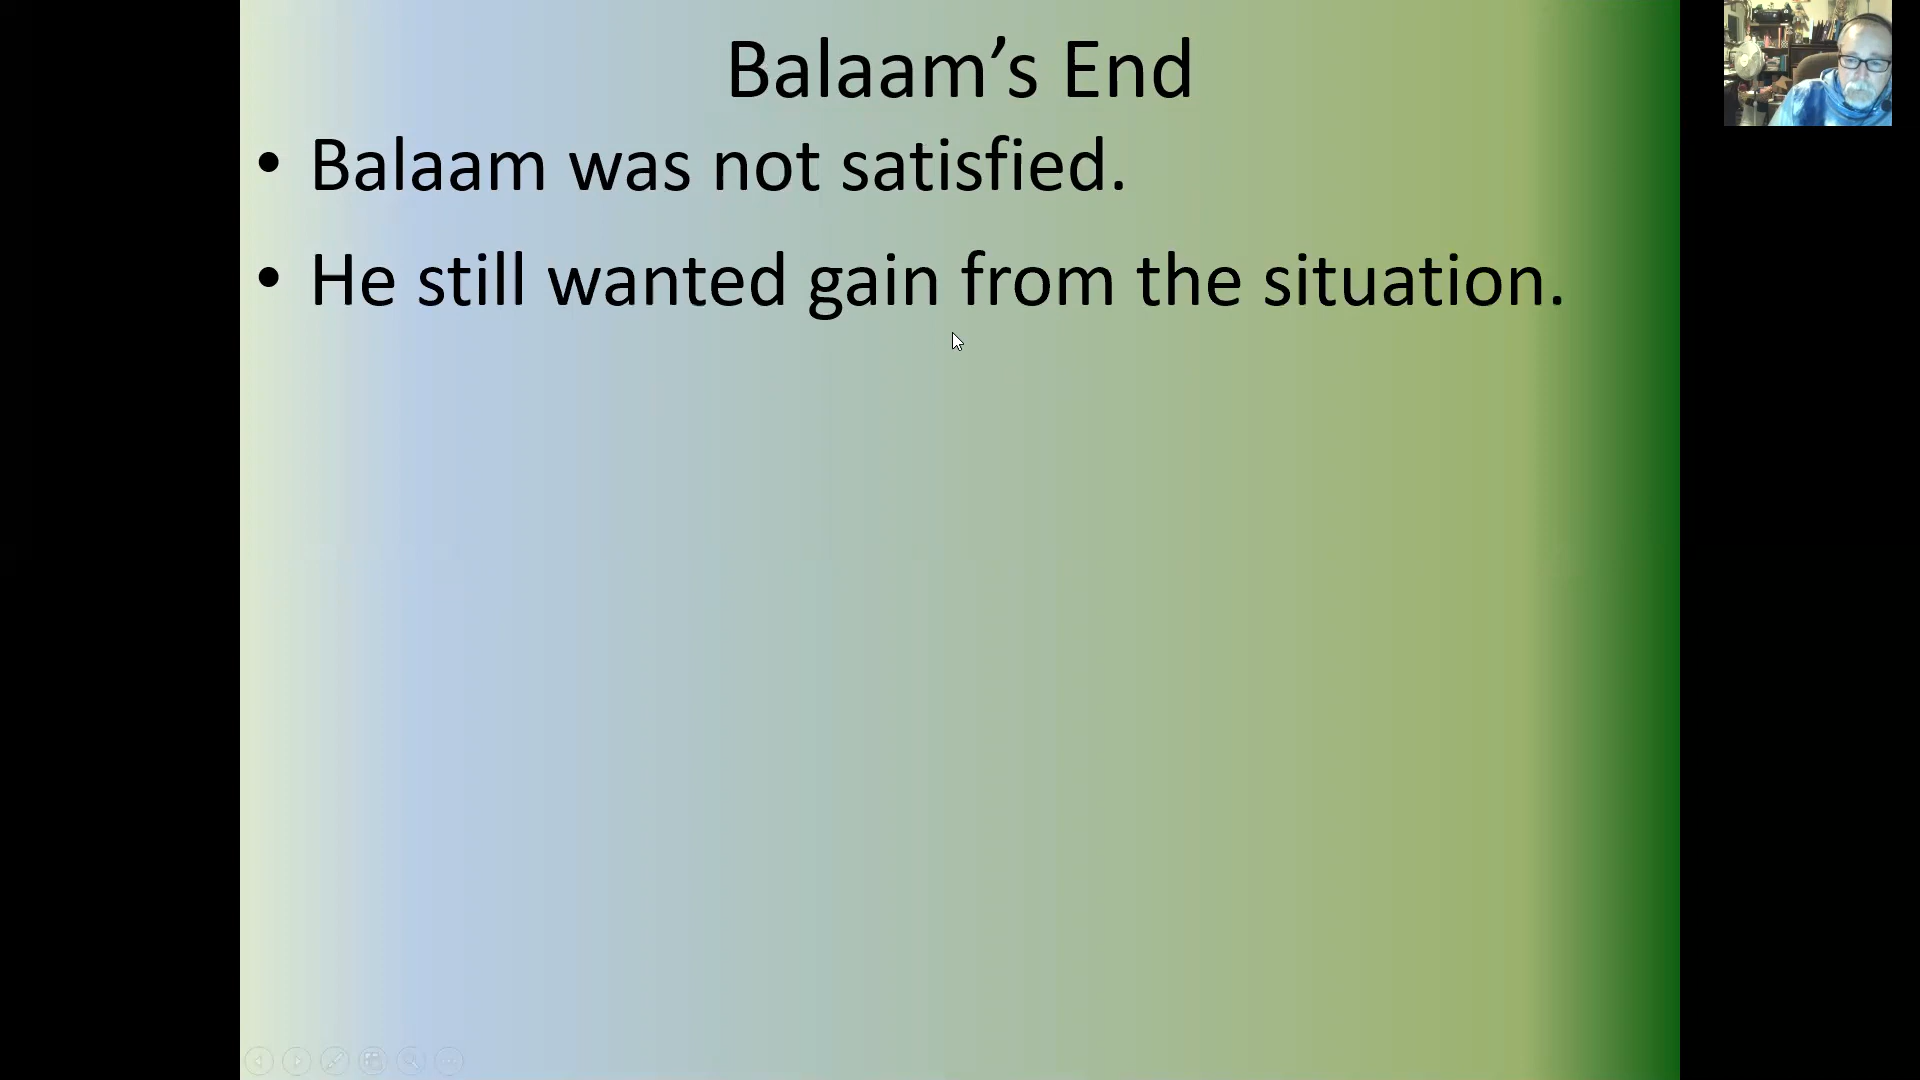 Balaam’s End
• Balaam was not satisfied.
• He still wanted gain from the situation.